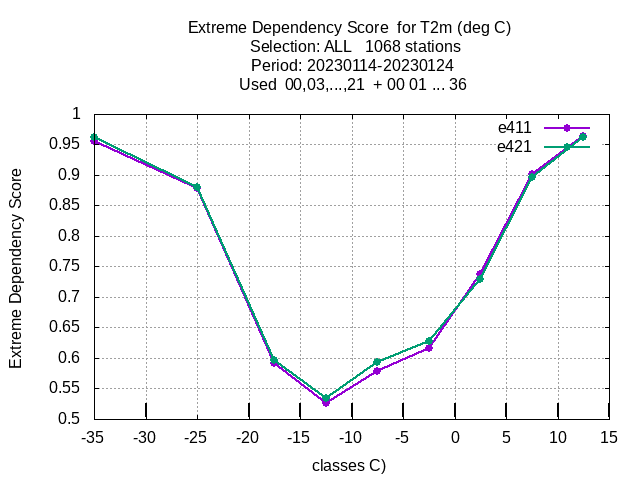 Extreme Dependency Score  for T2m (deg C)
Selection: ALL   1068 stations
Period: 20230114-20230124
Used  00,03,...,21  + 00 01 ... 36
e411
e421
Extreme Dependency Score
1
0.95
0.9
0.85
0.8
0.75
0.7
0.65
0.6
0.55
0.5
-35 -30 -25 -20 -15 -10 -5 0 5 10 15
classes C)